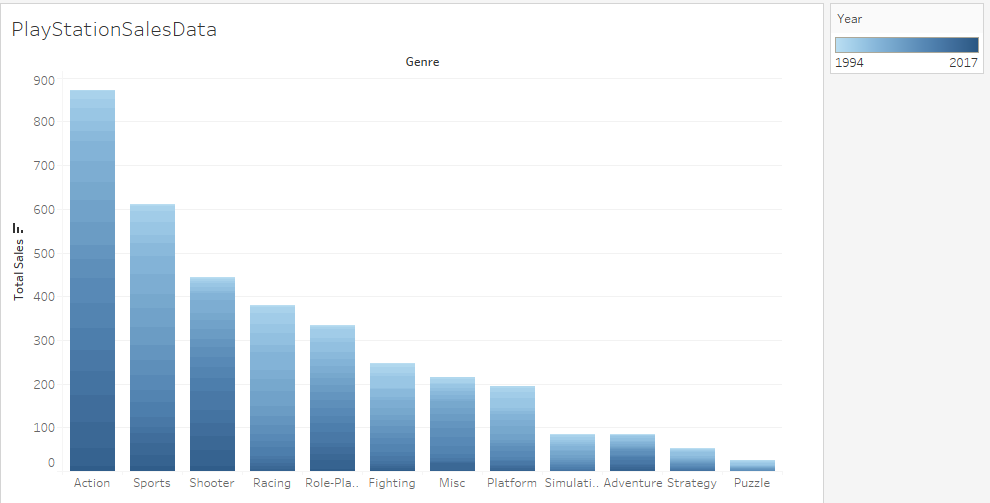 PlayStationSalesData
Year
1994 2017
Genre
Total Sales
900
800
700
600
500
400
300
200
100
0
Action Sports Shooter Racing Role-Pla.. Fighting Misc Platform Simulati.. Adventure Strategy Puzzle